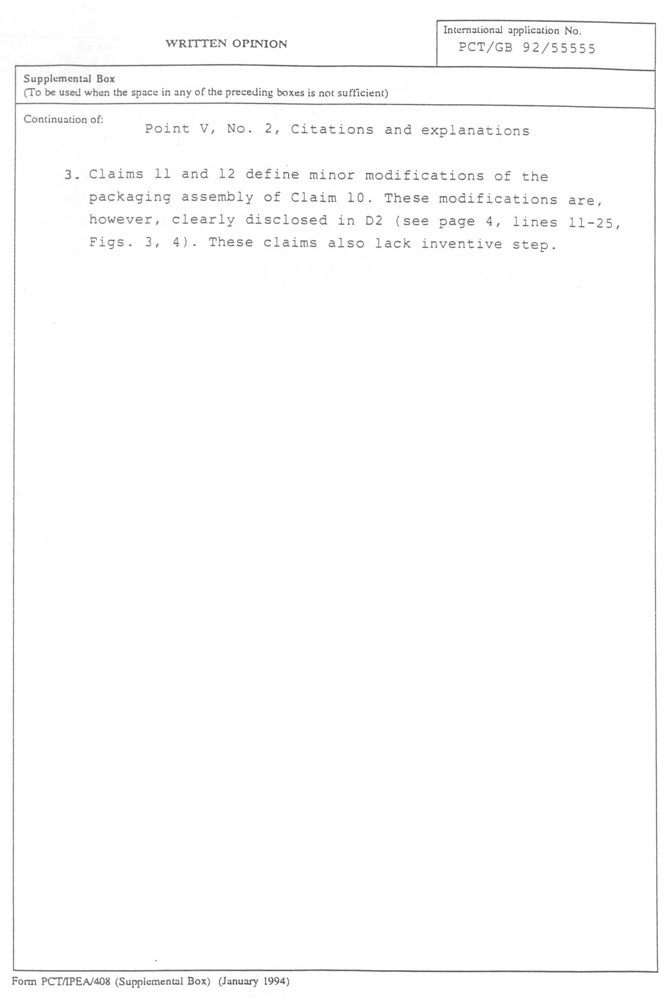 WRITTEN OPINION
International application No.
PCT/GB 92/55555
Supplemental Box
(To be used when the space in any of the preceding boxes is not sufficient)
Continuation of:
Point V, No. 2, Citations and explanations
3. Claims 11 and 12 define minor modifications of the
packaging assembly of Claim 10. These modifications are,
however, clearly disclosed in D2 (see page 4, lines 11-25,
Figs. 3, 4). These claims also lack inventive step.
Form PCT/IPEA/408 (Supplemental Box) (January 1994)